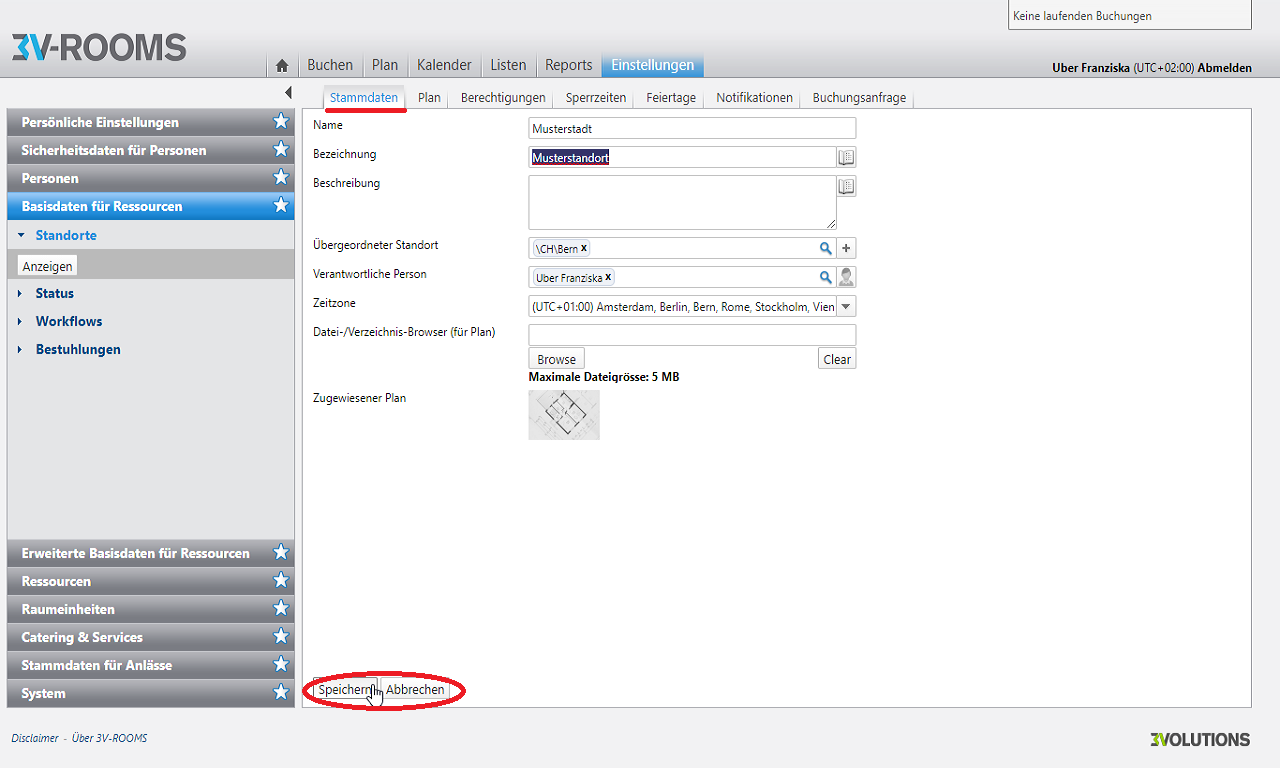 Keine laufenden Buchungen
3V-ROOMS
Buchen Plan Kalender Listen Reports Einstellungen
Uber Franziska (UTC+02:00) Abmelden
Stammdaten Plan Berechtigungen Sperrzeiten Feiertage Notifikationen Buchungsanfrage
Persönliche Einstellungen
Sicherheitsdaten für Personen
Personen
Basisdaten für Ressourcen
Standorte
Anzeigen
Status
Workflows
Bestuhlungen
Erweiterte Basisdaten für Ressourcen
Ressourcen
Raumeinheiten
Catering & Services
Stammdaten für Anlässe
System
Name
Musterstadt
Bezeichnung
Musterstandort
Beschreibung
Übergeordneter Standort
\CH\Bern x
Verantwortliche Person
Uber Franziska x
Zeitzone
(UTC+01:00) Amsterdam, Berlin, Bern, Rome, Stockholm, Vien
Datei-/Verzeichnis-Browser (für Plan)
Browse Clear
Maximale Dateigrösse: 5 MB
Zugewiesener Plan
Speichern Abbrechen
Disclaimer - Über 3V-ROOMS
3VOLUTIONS